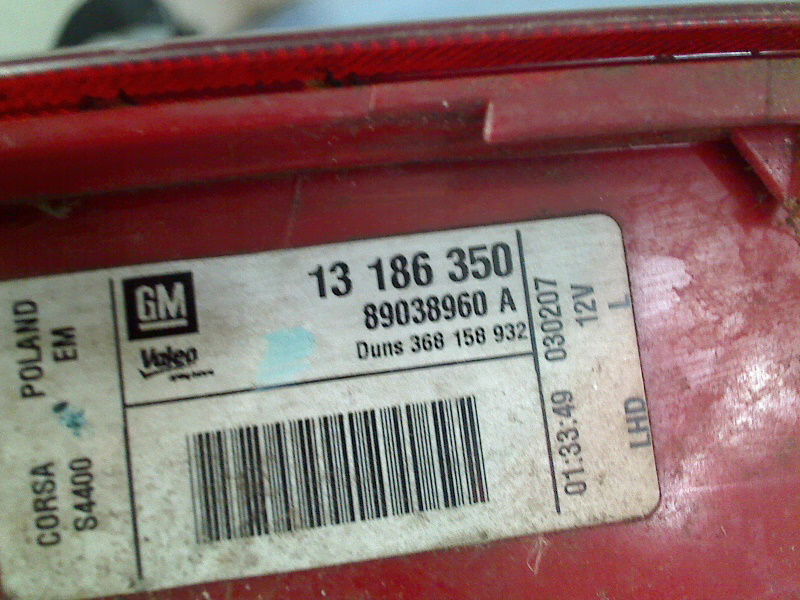 CORSA POLAND
S4400 EM
GM
Valeo
13 186 350
89038960 A
Duns 368 158 932
01:33:49 030207
12V
LHD L